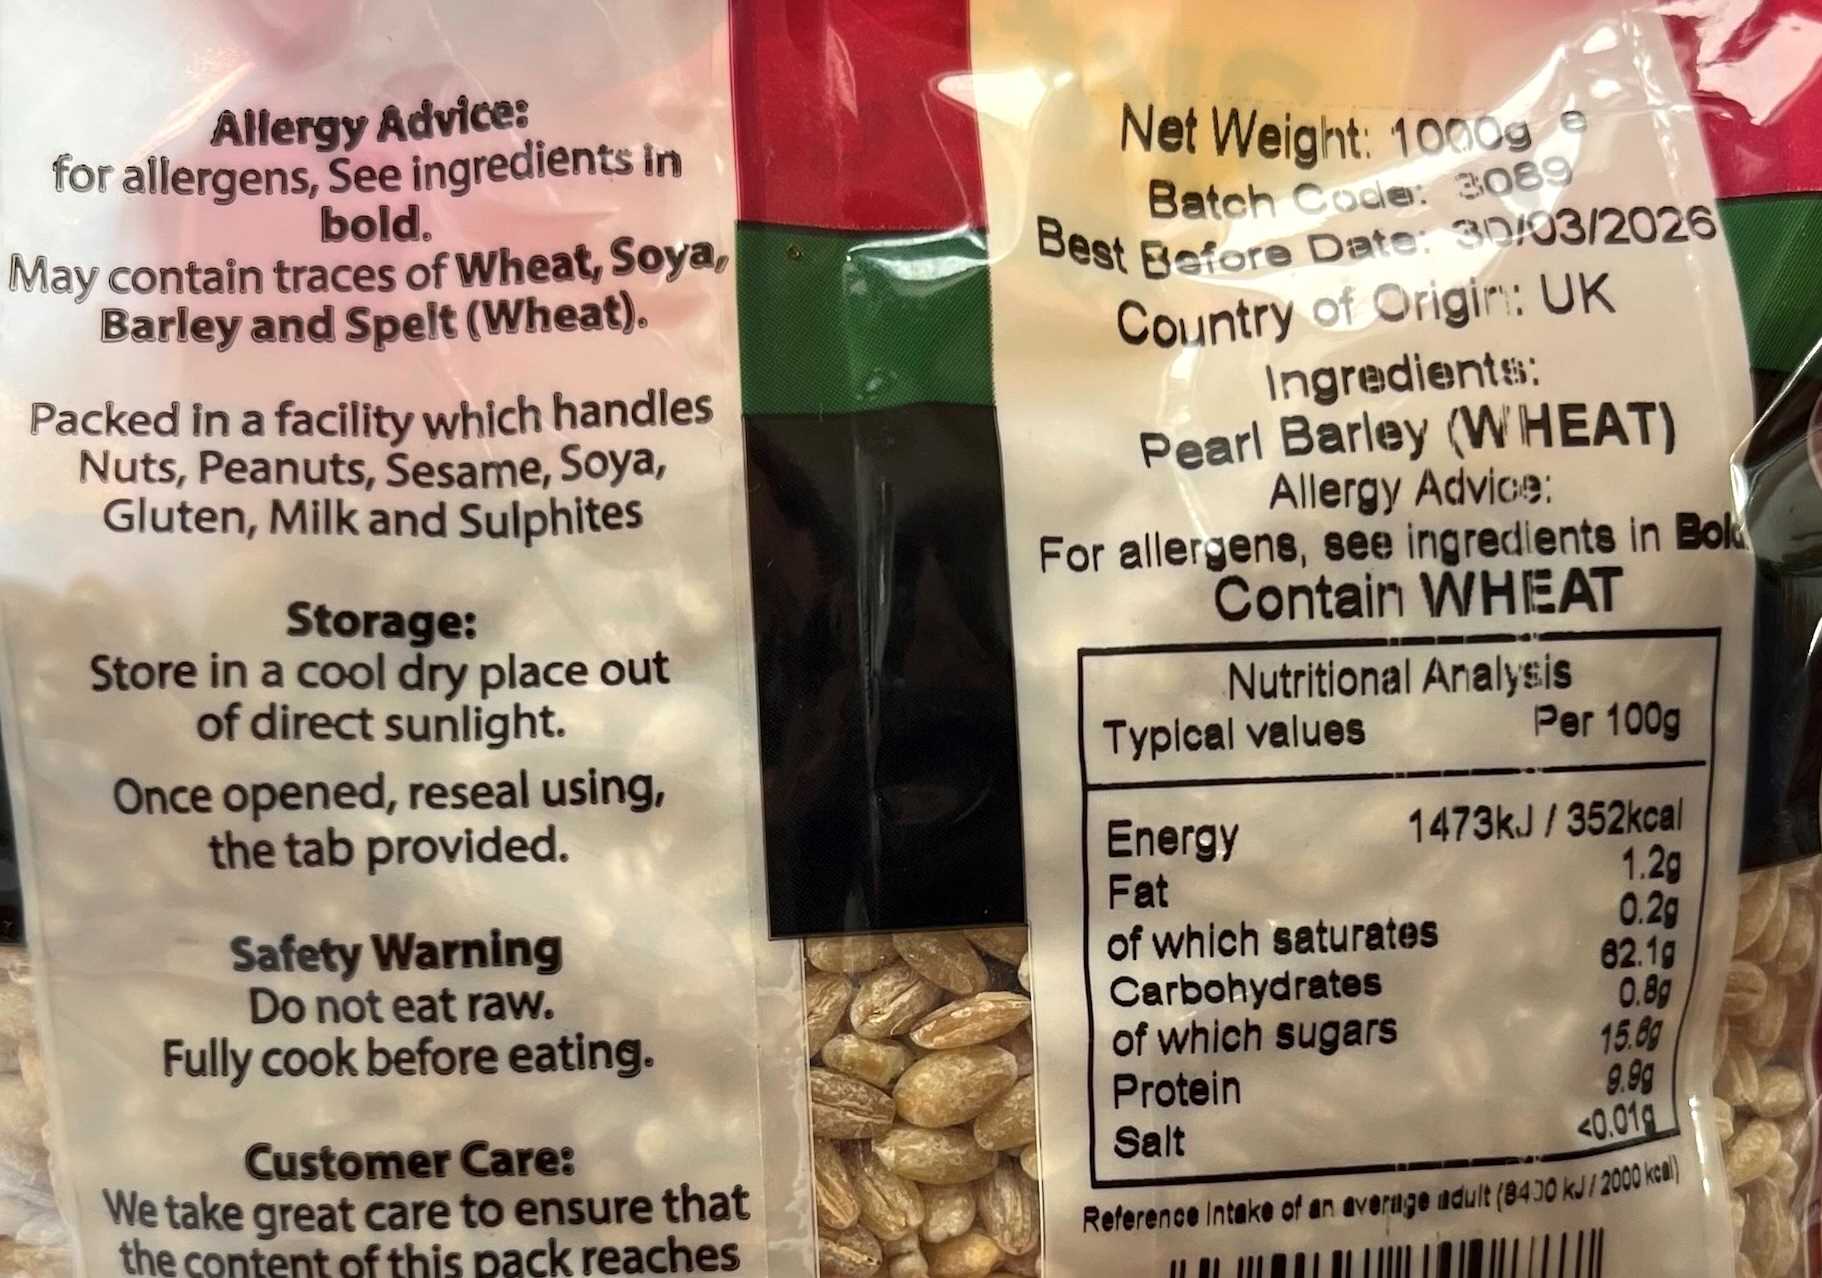 Allergy Advice:
for allergens, See ingredients in
bold.
May contain traces of Wheat, Soya,
Barley and Spelt (Wheat).
Packed in a facility which handles
Nuts, Peanuts, Sesame, Soya,
Gluten, Milk and Sulphites
Storage:
Store in a cool dry place out
of direct sunlight.
Once opened, reseal using,
the tab provided.
Safety Warning
Do not eat raw.
Fully cook before eating.
Customer Care:
We take great care to ensure that
the content of this pack reaches
Net Weight: 1000g e
Batch Code: 3089
Best Before Date: 30/03/2026
Country of Origin: UK
Ingredients:
Pearl Barley (WHEAT)
Allergy Advice:
For allergens, see ingredients in Bold
Contain WHEAT
Nutritional Analysis
Typical values Per 100g
Energy 1473kJ / 352kcal
Fat 1.2g
of which saturates 0.2g
Carbohydrates 62.1g
of which sugars 0.8g
15.6g
Protein 9.9g
Salt <0.01g
Reference Intake of an average adult (8400 kJ / 2000 kcal)